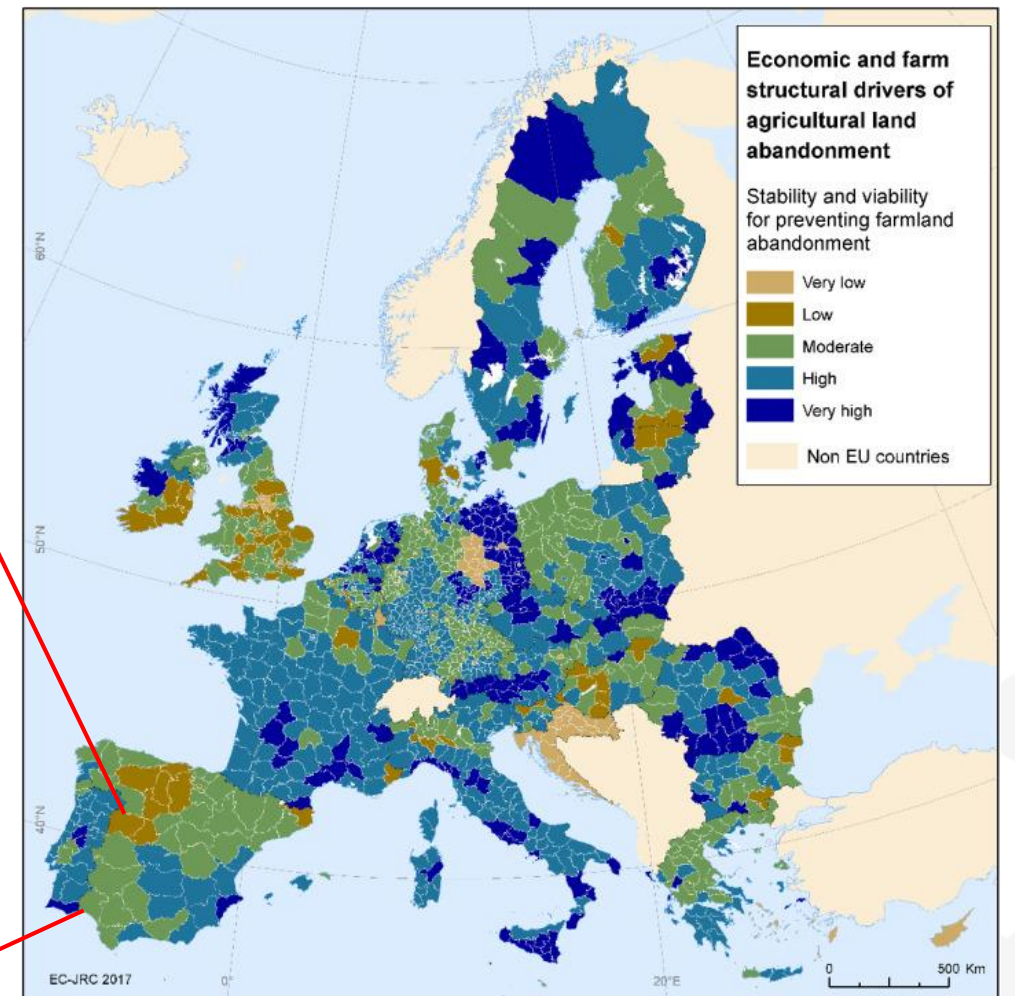 Economic and farm
structural drivers of
agricultural land
abandonment
Stability and viability
for preventing farmland
abandonment
Very low
Low
Moderate
High
Very high
Non EU countries
60°N
50°N
40°N
EC-JRC 2017
0°
20°E
0
500 Km